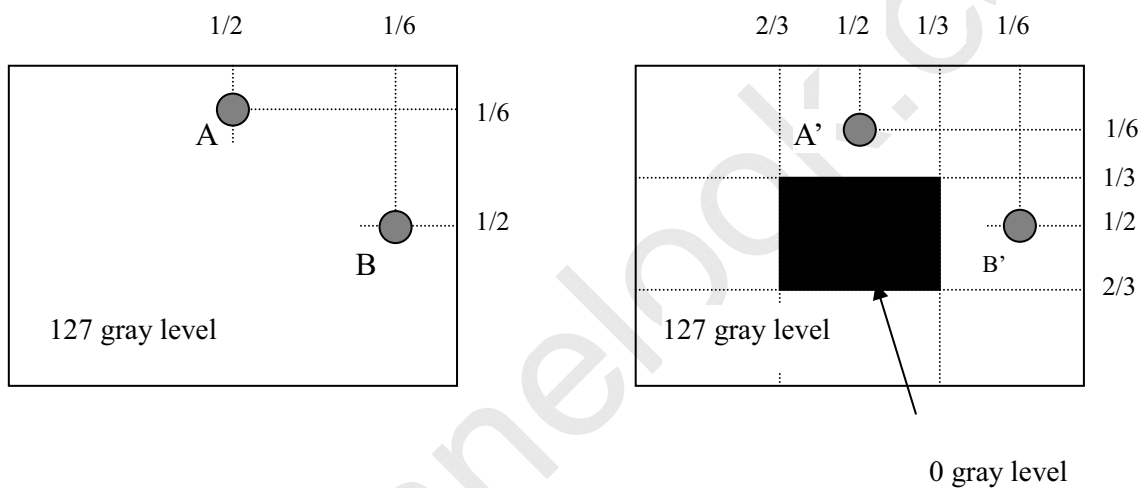 1/2 1/6
2/3 1/2 1/3 1/6
A
1/6
B
1/2
127 gray level
A’
1/6
1/3
1/2
B’
2/3
127 gray level
0 gray level